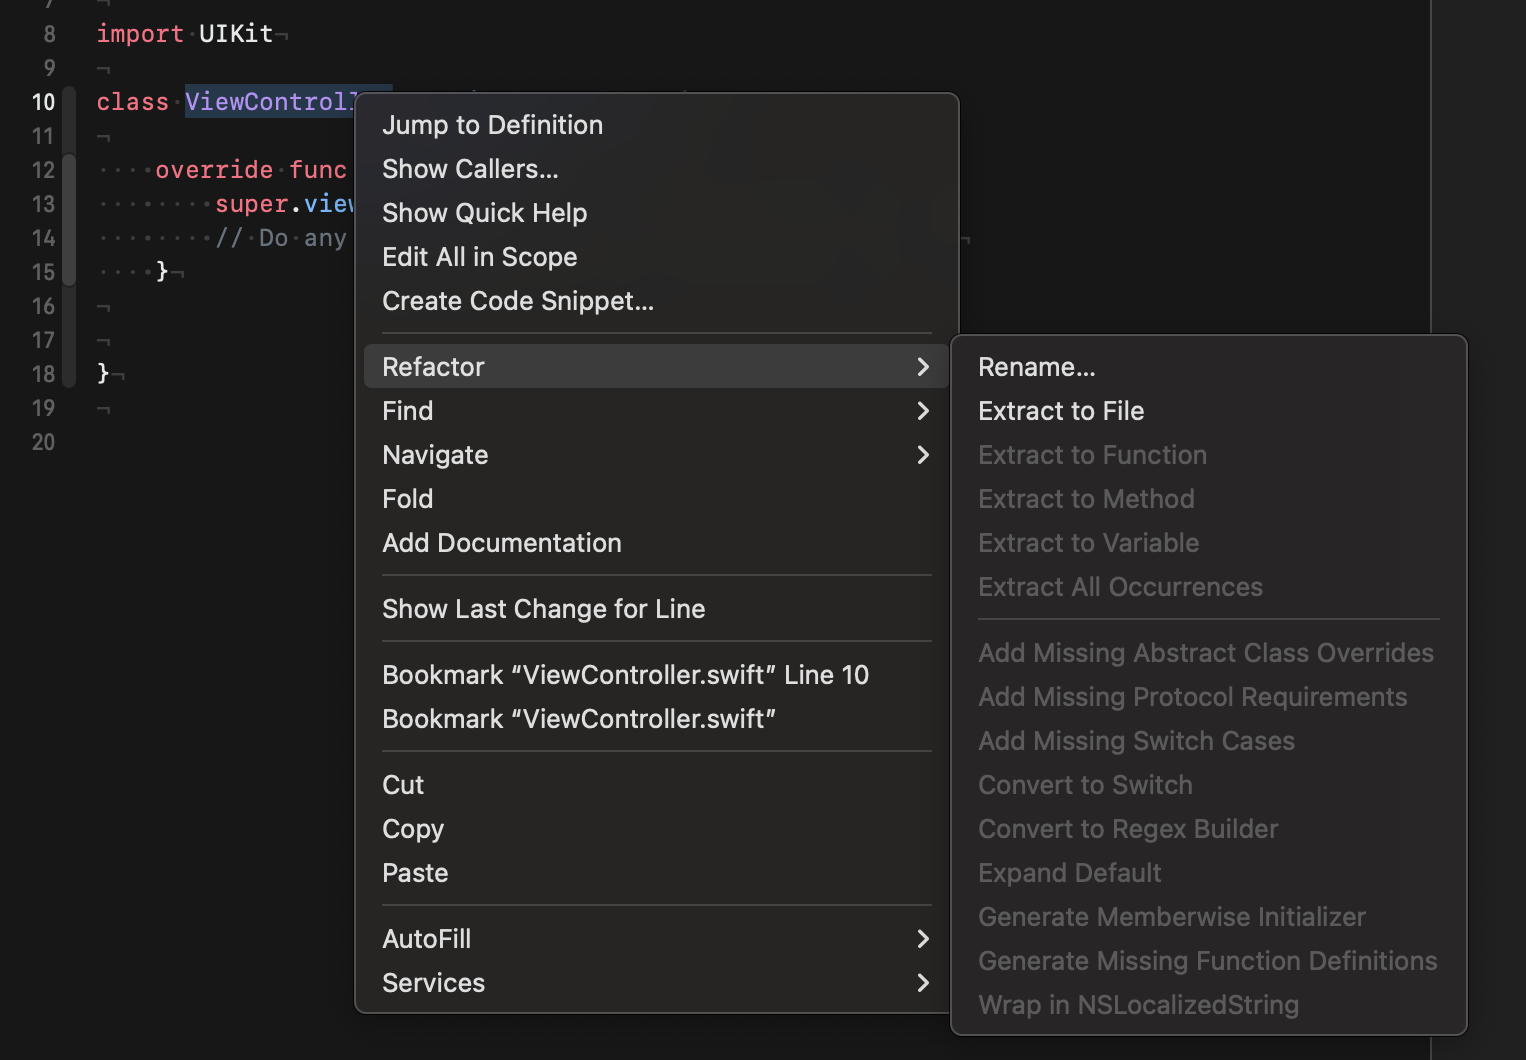 7
8 import UIKit
9
10 class ViewControll
11
12 override func
13 super.view
14 // Do any
15 }
16
17
18 }
19
20
Jump to Definition
Show Callers...
Show Quick Help
Edit All in Scope
Create Code Snippet...
Refactor
Find
Navigate
Fold
Add Documentation
Show Last Change for Line
Bookmark “ViewController.swift” Line 10
Bookmark “ViewController.swift”
Cut
Copy
Paste
AutoFill
Services
Rename...
Extract to File
Extract to Function
Extract to Method
Extract to Variable
Extract All Occurrences
Add Missing Abstract Class Overrides
Add Missing Protocol Requirements
Add Missing Switch Cases
Convert to Switch
Convert to Regex Builder
Expand Default
Generate Memberwise Initializer
Generate Missing Function Definitions
Wrap in NSLocalizedString